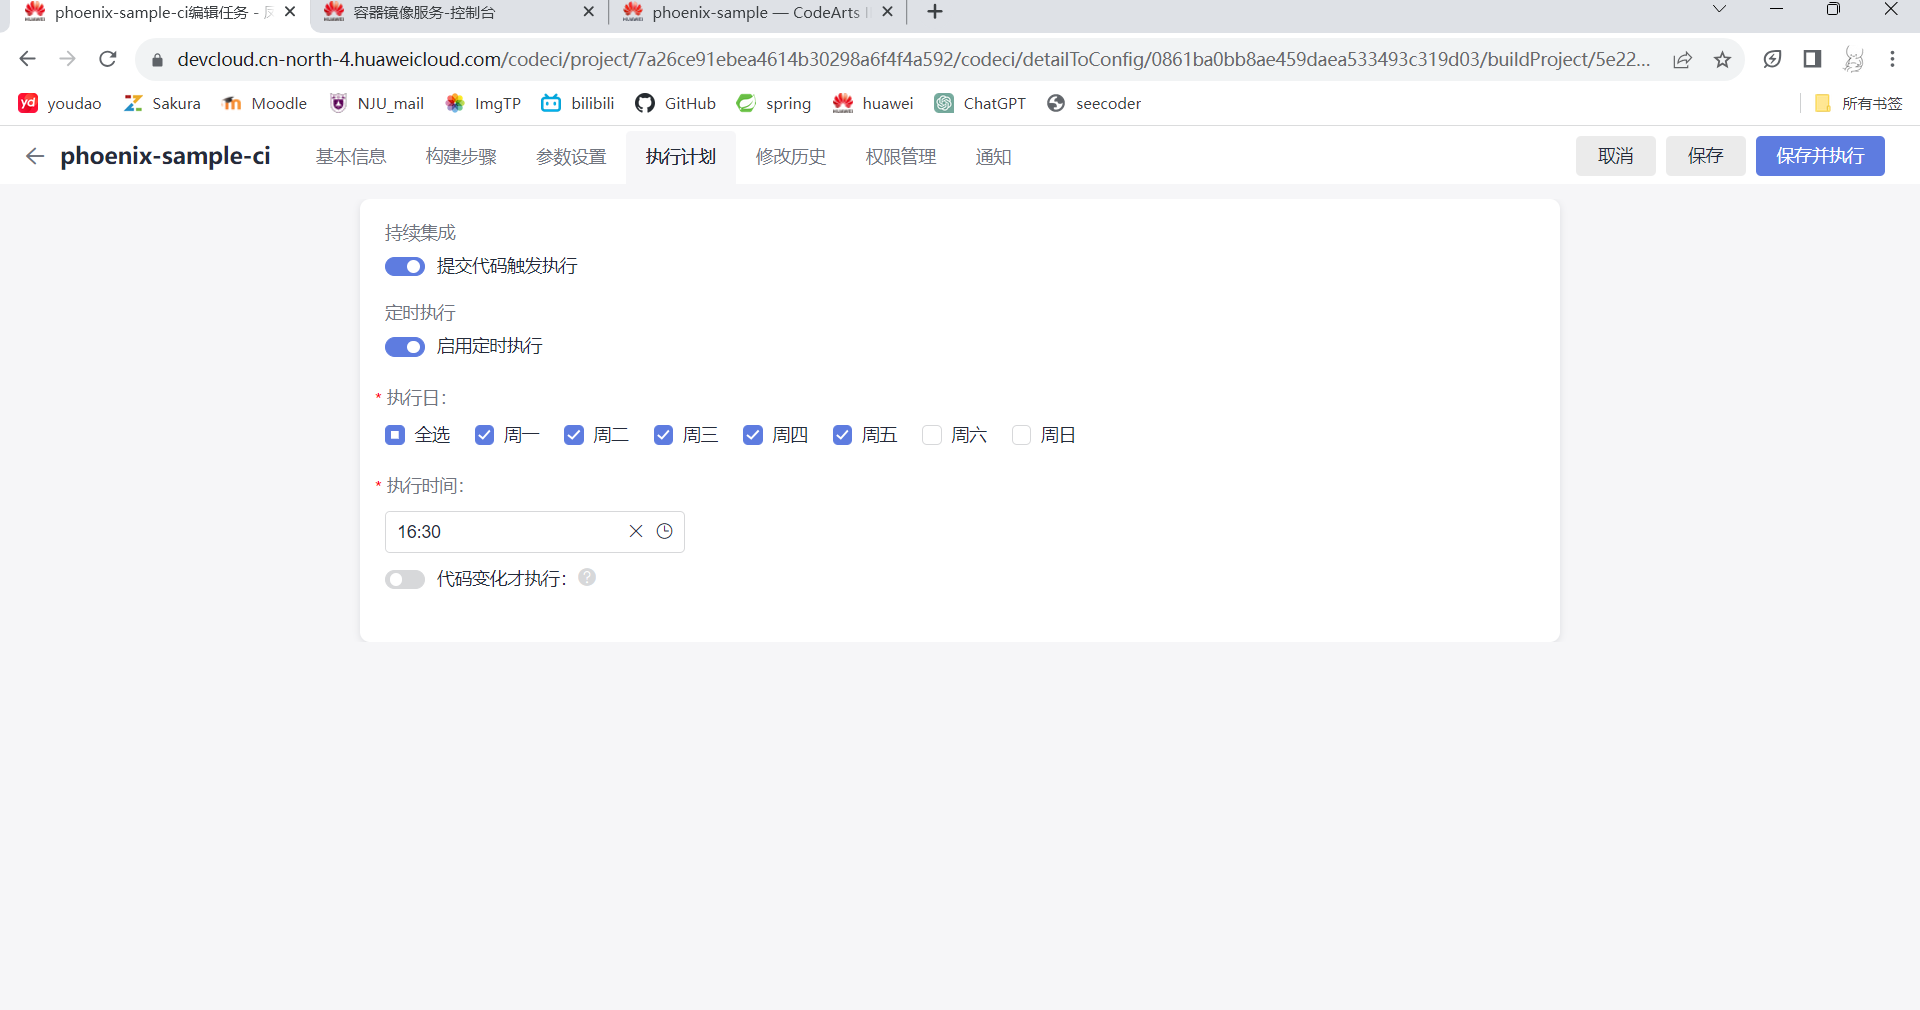 phoenix-sample-ci编辑任务 -
容器镜像服务-控制台
phoenix-sample — CodeArts
devcloud.cn-north-4.huaweicloud.com/codeci/project/7a26ce91ebea4614b30298a6f4f4a592/codeci/detailToConfig/0861ba0bb8ae459daea533493c319d03/buildProject/5e22...
yd youdao Sakura Moodle NJU_mail ImgTP bilibili GitHub spring huawei ChatGPT seecoder 所有书签
phoenix-sample-ci 基本信息 构建步骤 参数设置 执行计划 修改历史 权限管理 通知 取消 保存 保存并执行
持续集成
提交代码触发执行
定时执行
启用定时执行
* 执行日：
全选 周一 周二 周三 周四 周五 周六 周日
* 执行时间：
16:30
代码变化才执行： ?